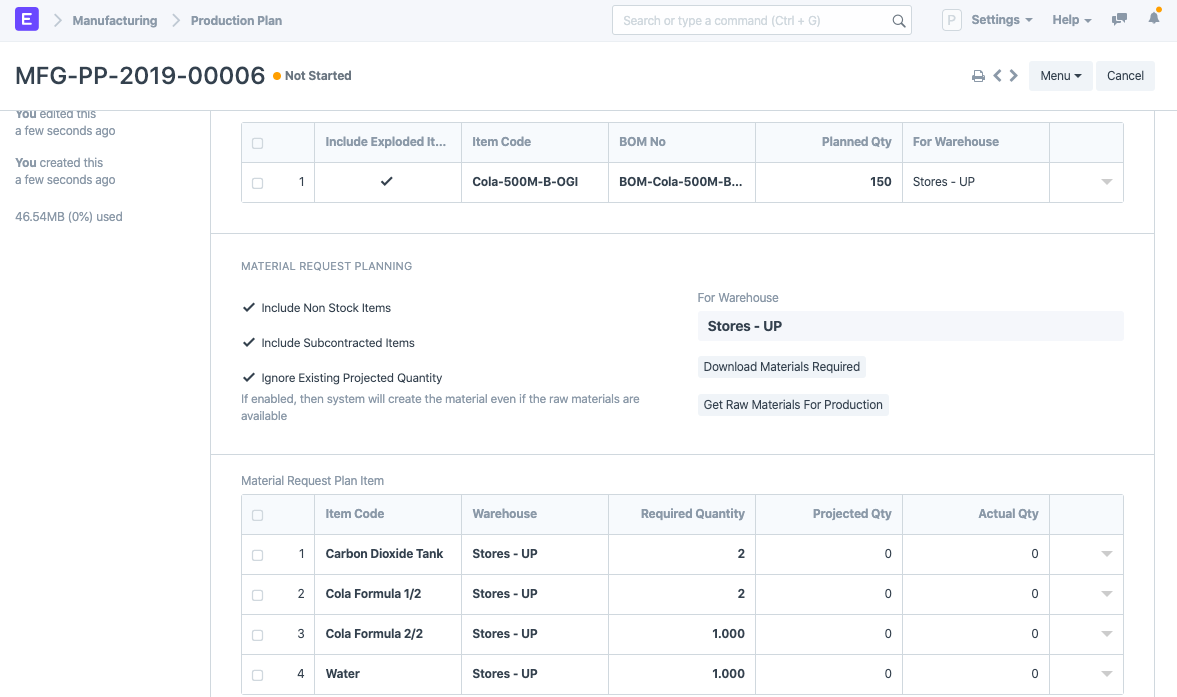 E Manufacturing Production Plan Search or type a command (Ctrl + G) P Settings Help
MFG-PP-2019-00006 Not Started Menu Cancel
You edited this
a few seconds ago
You created this
a few seconds ago
46.54MB (0%) used
Include Exploded It... Item Code BOM No Planned Qty For Warehouse
1 Cola-500M-B-OGI BOM-Cola-500M-B... 150 Stores - UP
MATERIAL REQUEST PLANNING
Include Non Stock Items
Include Subcontracted Items
Ignore Existing Projected Quantity
If enabled, then system will create the material even if the raw materials are
available
For Warehouse
Stores - UP
Download Materials Required
Get Raw Materials For Production
Material Request Plan Item
Item Code Warehouse Required Quantity Projected Qty Actual Qty
1 Carbon Dioxide Tank Stores - UP 2 0 0
2 Cola Formula 1/2 Stores - UP 2 0 0
3 Cola Formula 2/2 Stores - UP 1.000 0 0
4 Water Stores - UP 1.000 0 0